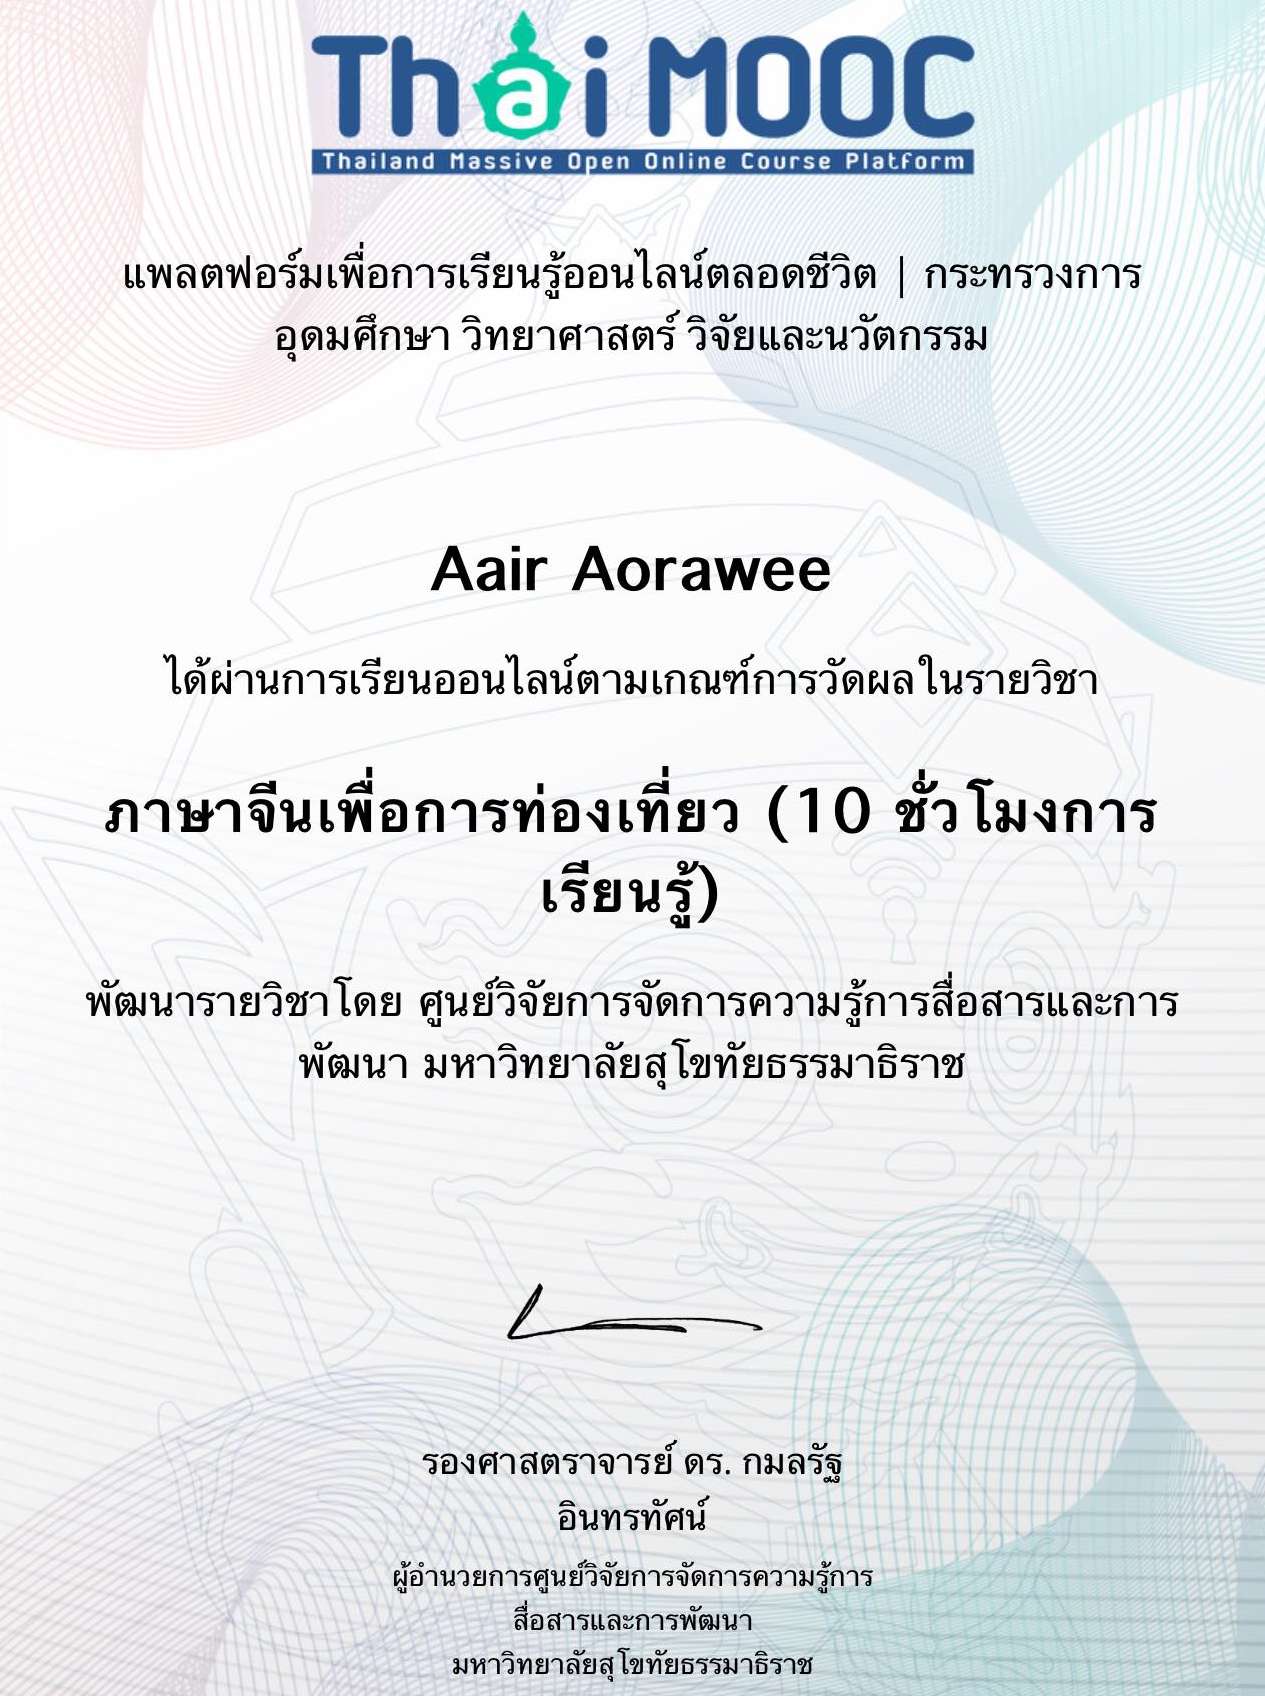 Thai MOOC
Thailand Massive Open Online Course Platform
แพลตฟอร์มเพื่อการเรียนรู้ออนไลน์ตลอดชีวิต | กระทรวงการ
อุดมศึกษา วิทยาศาสตร์ วิจัยและนวัตกรรม
Aair Aorawee
ได้ผ่านการเรียนออนไลน์ตามเกณฑ์การวัดผลในรายวิชา
ภาษาจีนเพื่อการท่องเที่ยว (10 ชั่วโมงการ
เรียนรู้)
พัฒนารายวิชาโดย ศูนย์วิจัยการจัดการความรู้การสื่อสารและการ
พัฒนา มหาวิทยาลัยสุโขทัยธรรมาธิราช
รองศาสตราจารย์ ดร. กมลรัฐ
อินทรทัศน์
ผู้อำนวยการศูนย์วิจัยการจัดการความรู้การ
สื่อสารและการพัฒนา
มหาวิทยาลัยสุโขทัยธรรมาธิราช